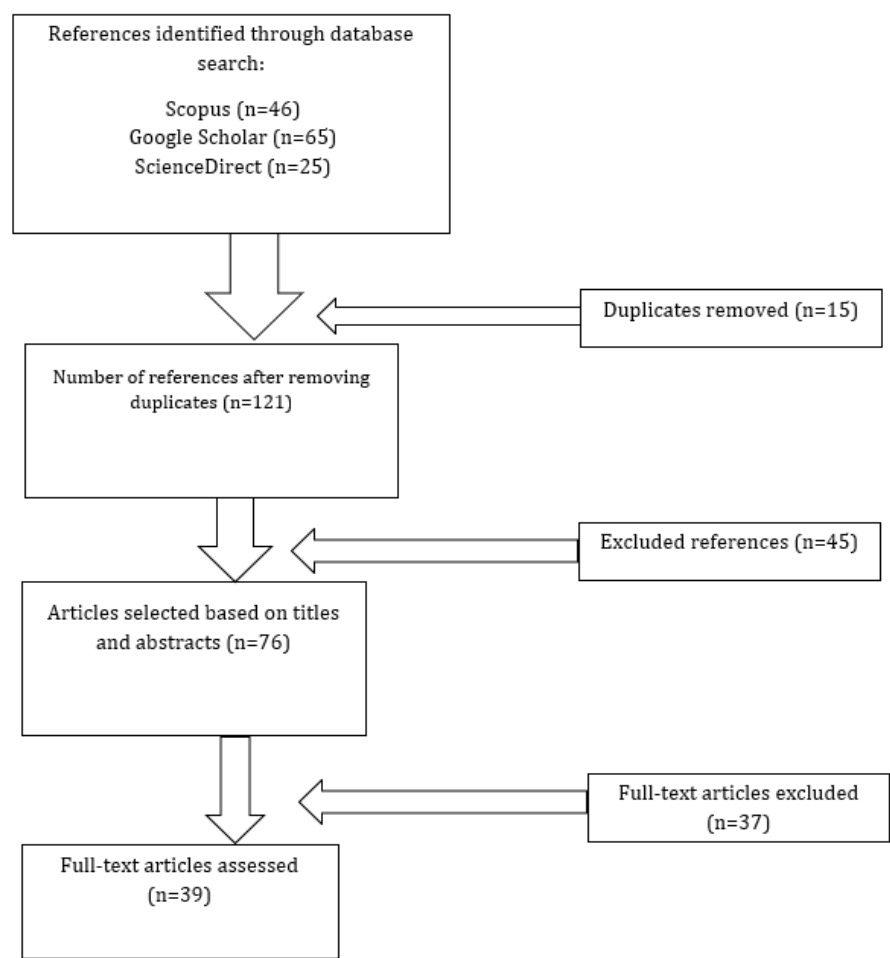 References identified through database
search:
Scopus (n=46)
Google Scholar (n=65)
ScienceDirect (n=25)
Duplicates removed (n=15)
Number of references after removing
duplicates (n=121)
Excluded references (n=45)
Articles selected based on titles
and abstracts (n=76)
Full-text articles excluded
(n=37)
Full-text articles assessed
(n=39)